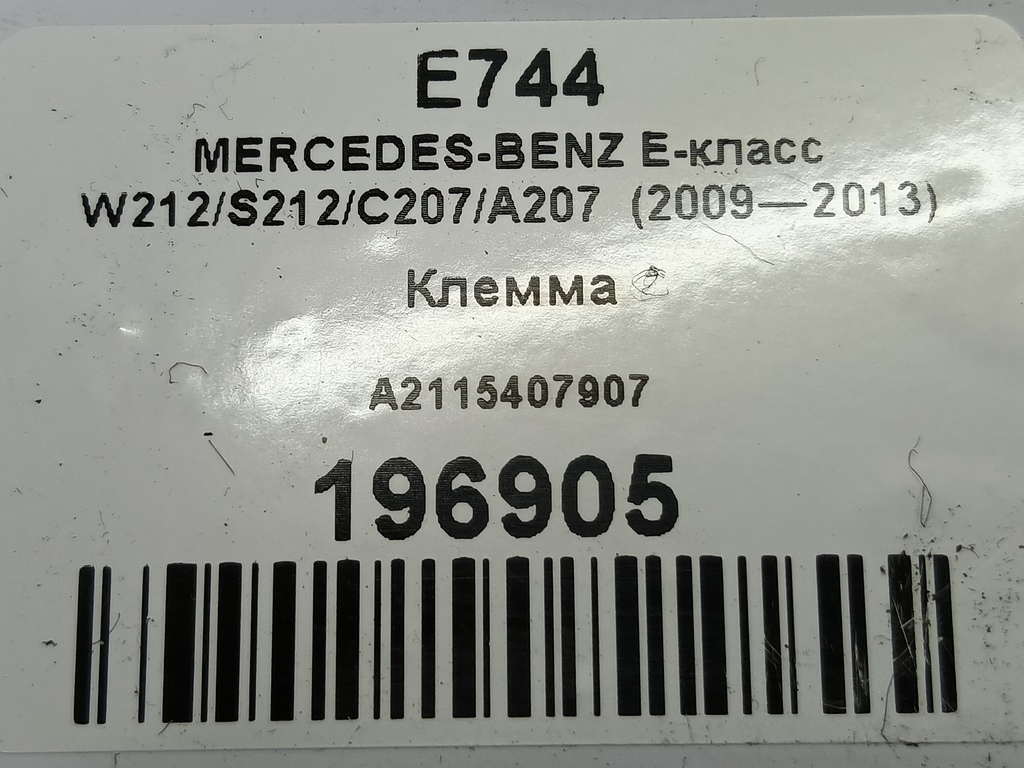 E744
MERCEDES-BENZ E-класс
W212/S212/C207/A207 (2009—2013)
Клемма
A2115407907
196905